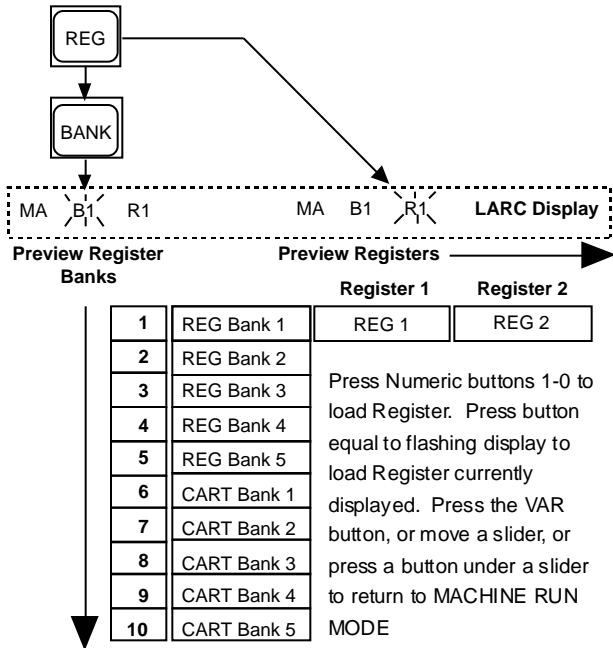 REG
BANK
MA B1 R1 MA B1 R1 LARC Display
Preview Register Banks
Preview Registers
Register 1 Register 2
1 REG Bank 1 REG 1 REG 2
2 REG Bank 2
3 REG Bank 3
4 REG Bank 4
5 REG Bank 5
6 CART Bank 1
7 CART Bank 2
8 CART Bank 3
9 CART Bank 4
10 CART Bank 5
Press Numeric buttons 1-0 to
load Register. Press button
equal to flashing display to
load Register currently
displayed. Press the VAR
button, or move a slider, or
press a button under a slider
to return to MACHINE RUN
MODE